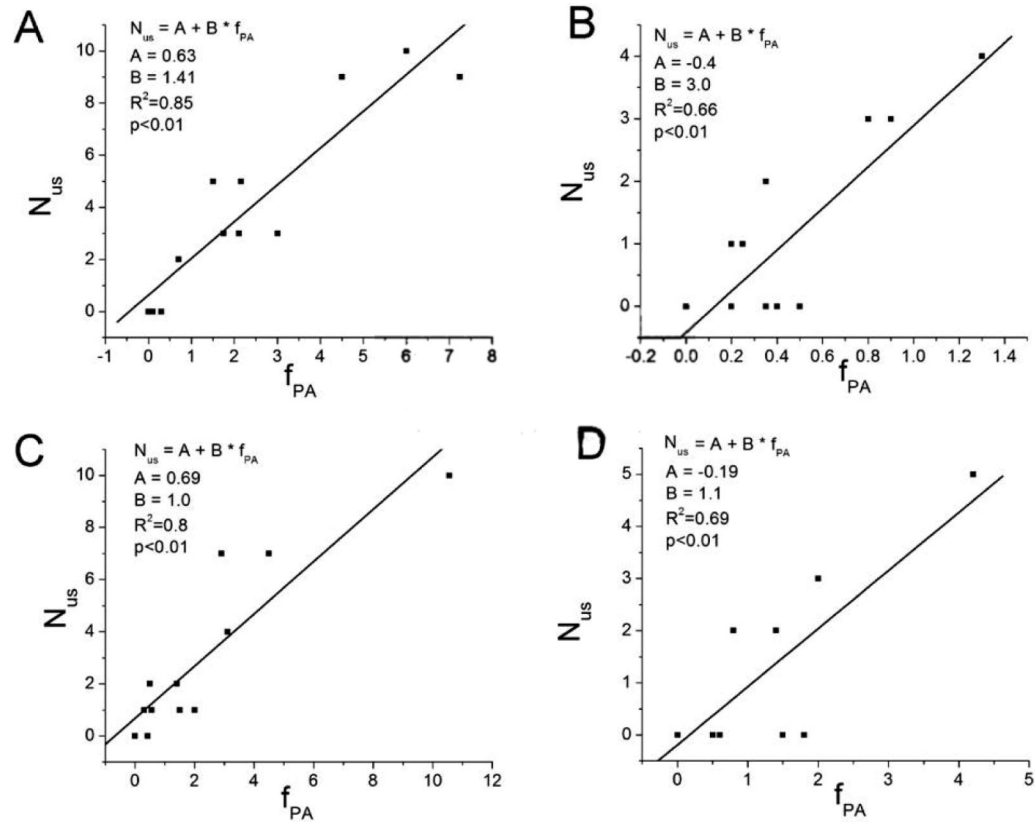 A
N_us = A + B * f_PA
A = 0.63
B = 1.41
R²=0.85
p<0.01
10
8
6
4
2
0
N_us
-1 0 1 2 3 4 5 6 7 8
f_PA
B
N_us = A + B * f_PA
A = -0.4
B = 3.0
R²=0.66
p<0.01
4
3
2
1
0
N_us
-0.2 0.0 0.2 0.4 0.6 0.8 1.0 1.2 1.4
f_PA
C
N_us = A + B * f_PA
A = 0.69
B = 1.0
R²=0.8
p<0.01
10
8
6
4
2
0
N_us
0 2 4 6 8 10 12
f_PA
D
N_us = A + B * f_PA
A = -0.19
B = 1.1
R²=0.69
p<0.01
5
4
3
2
1
0
N_us
0 1 2 3 4 5
f_PA